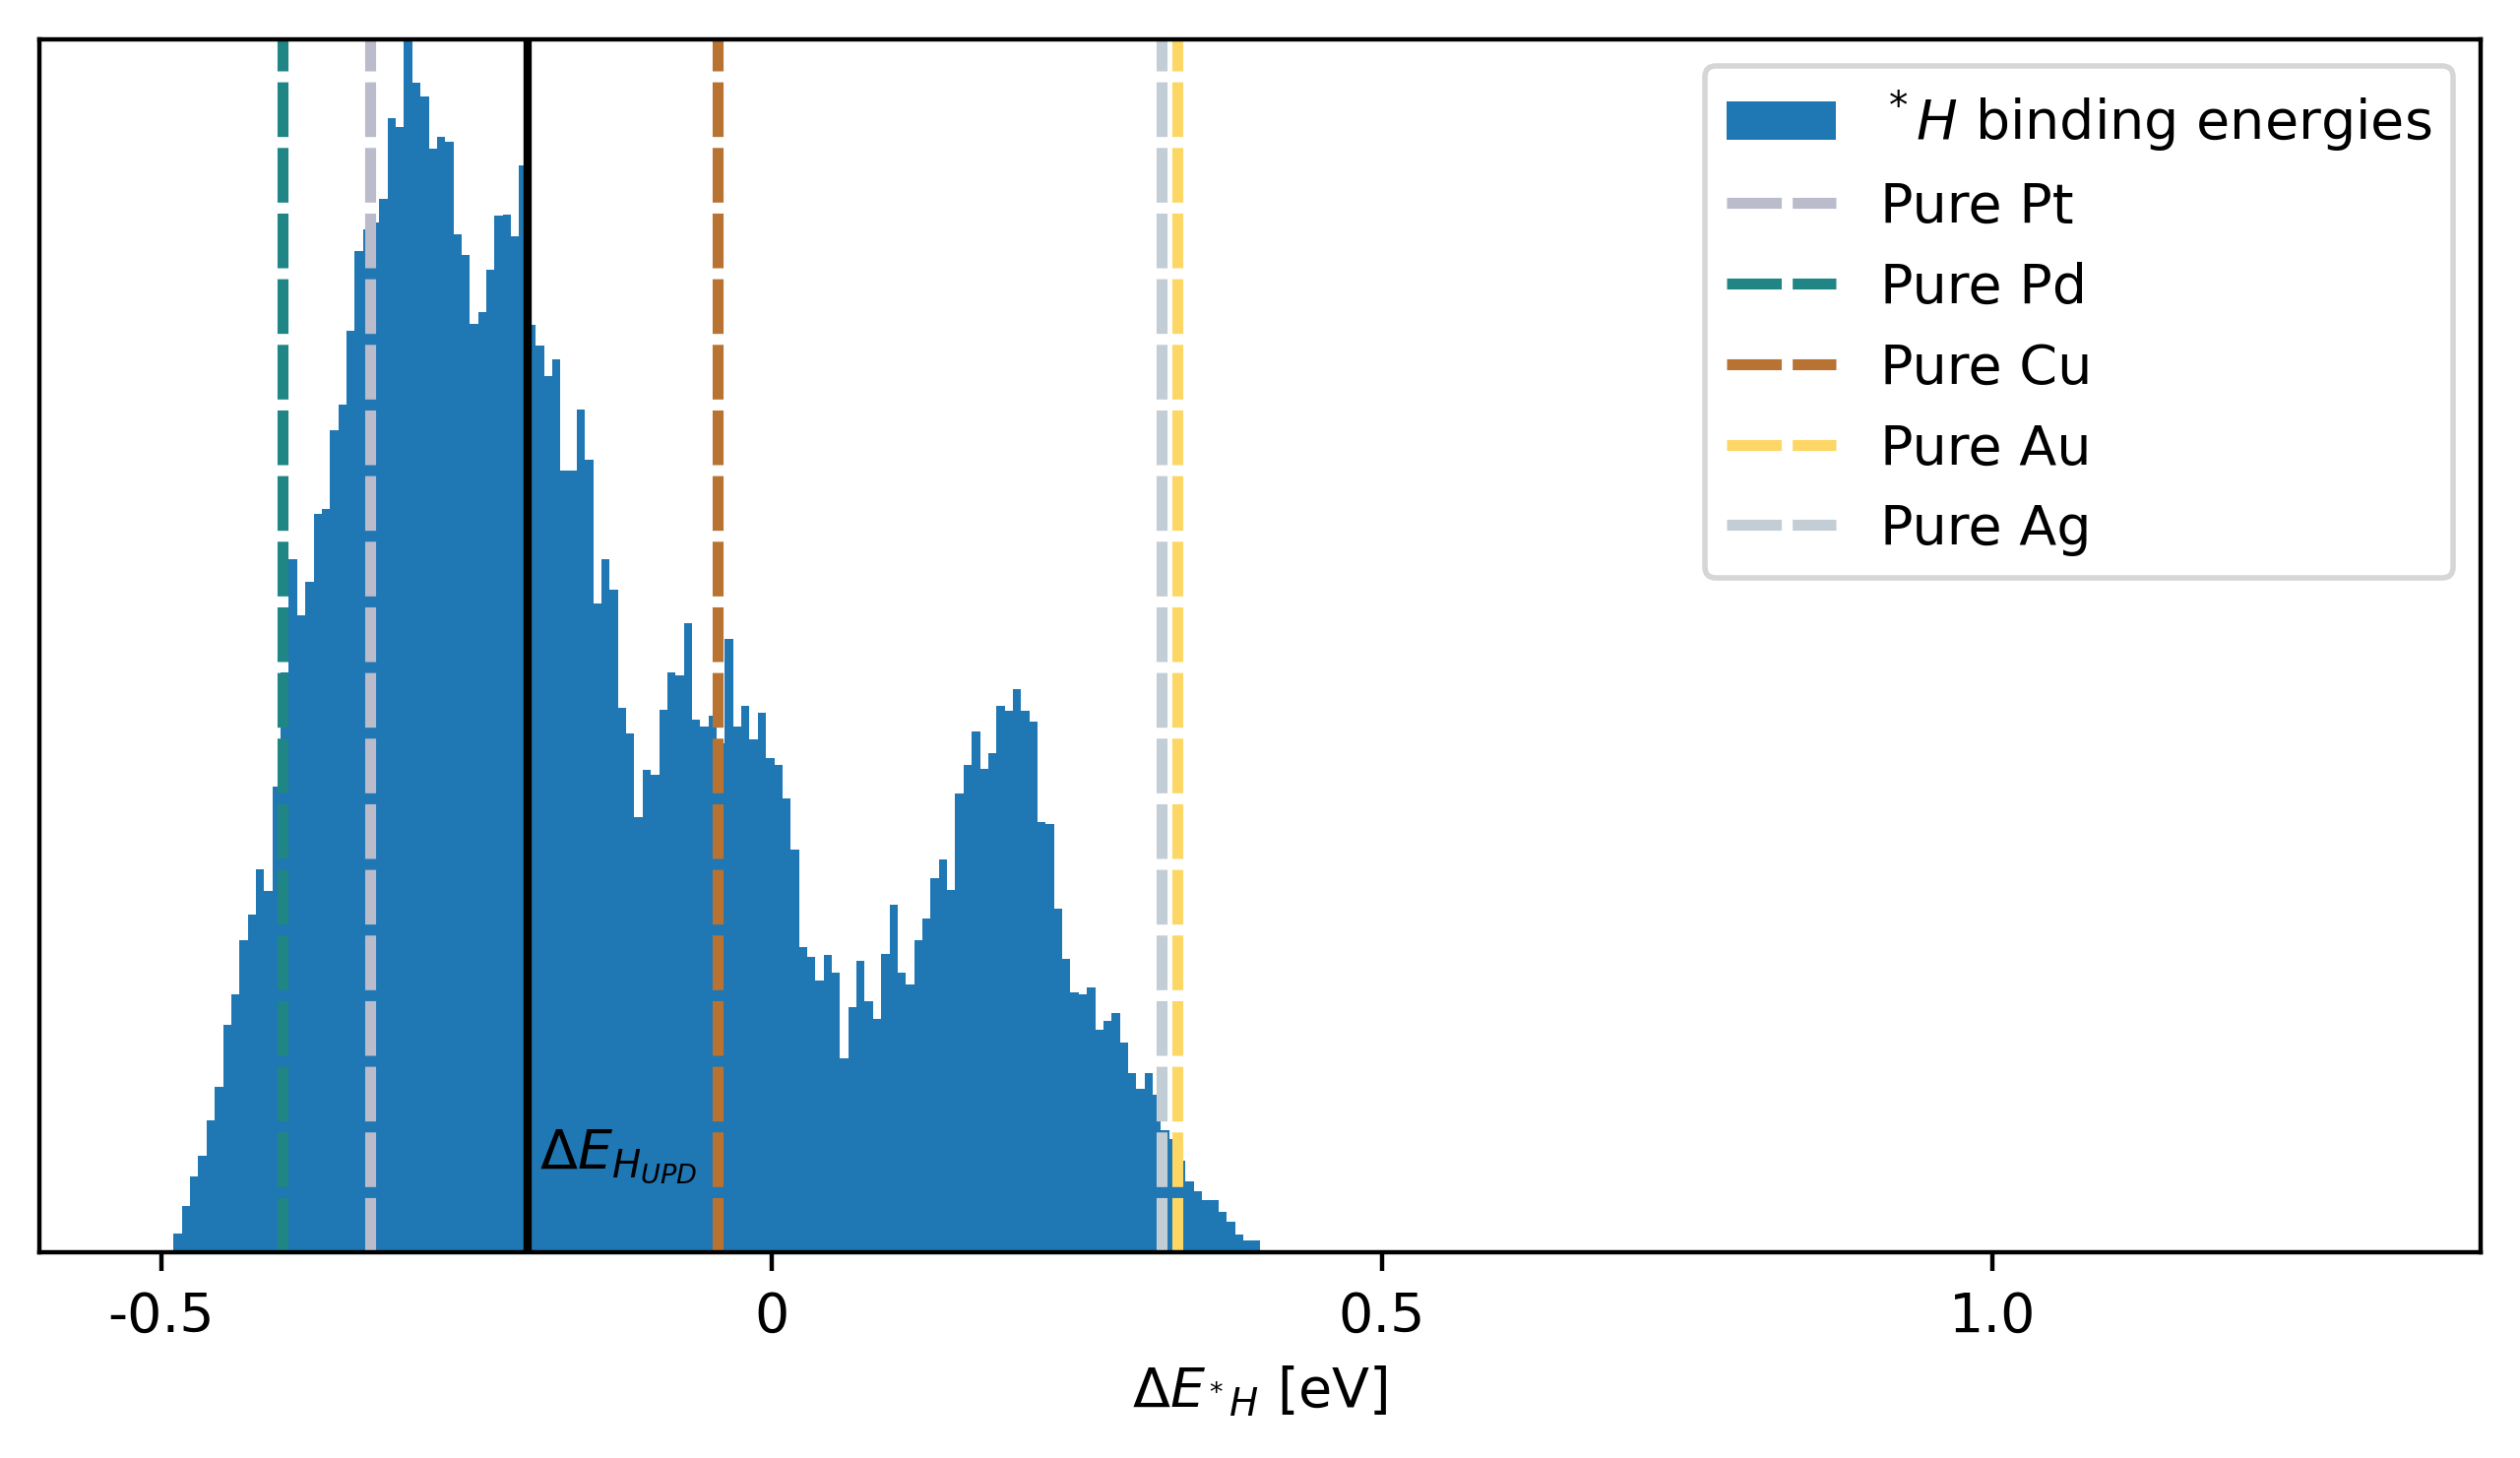 *H binding energies
Pure Pt
Pure Pd
Pure Cu
Pure Au
Pure Ag
ΔE_{H_{UPD}}
-0.5 0 0.5 1.0
ΔE_{*H} [eV]